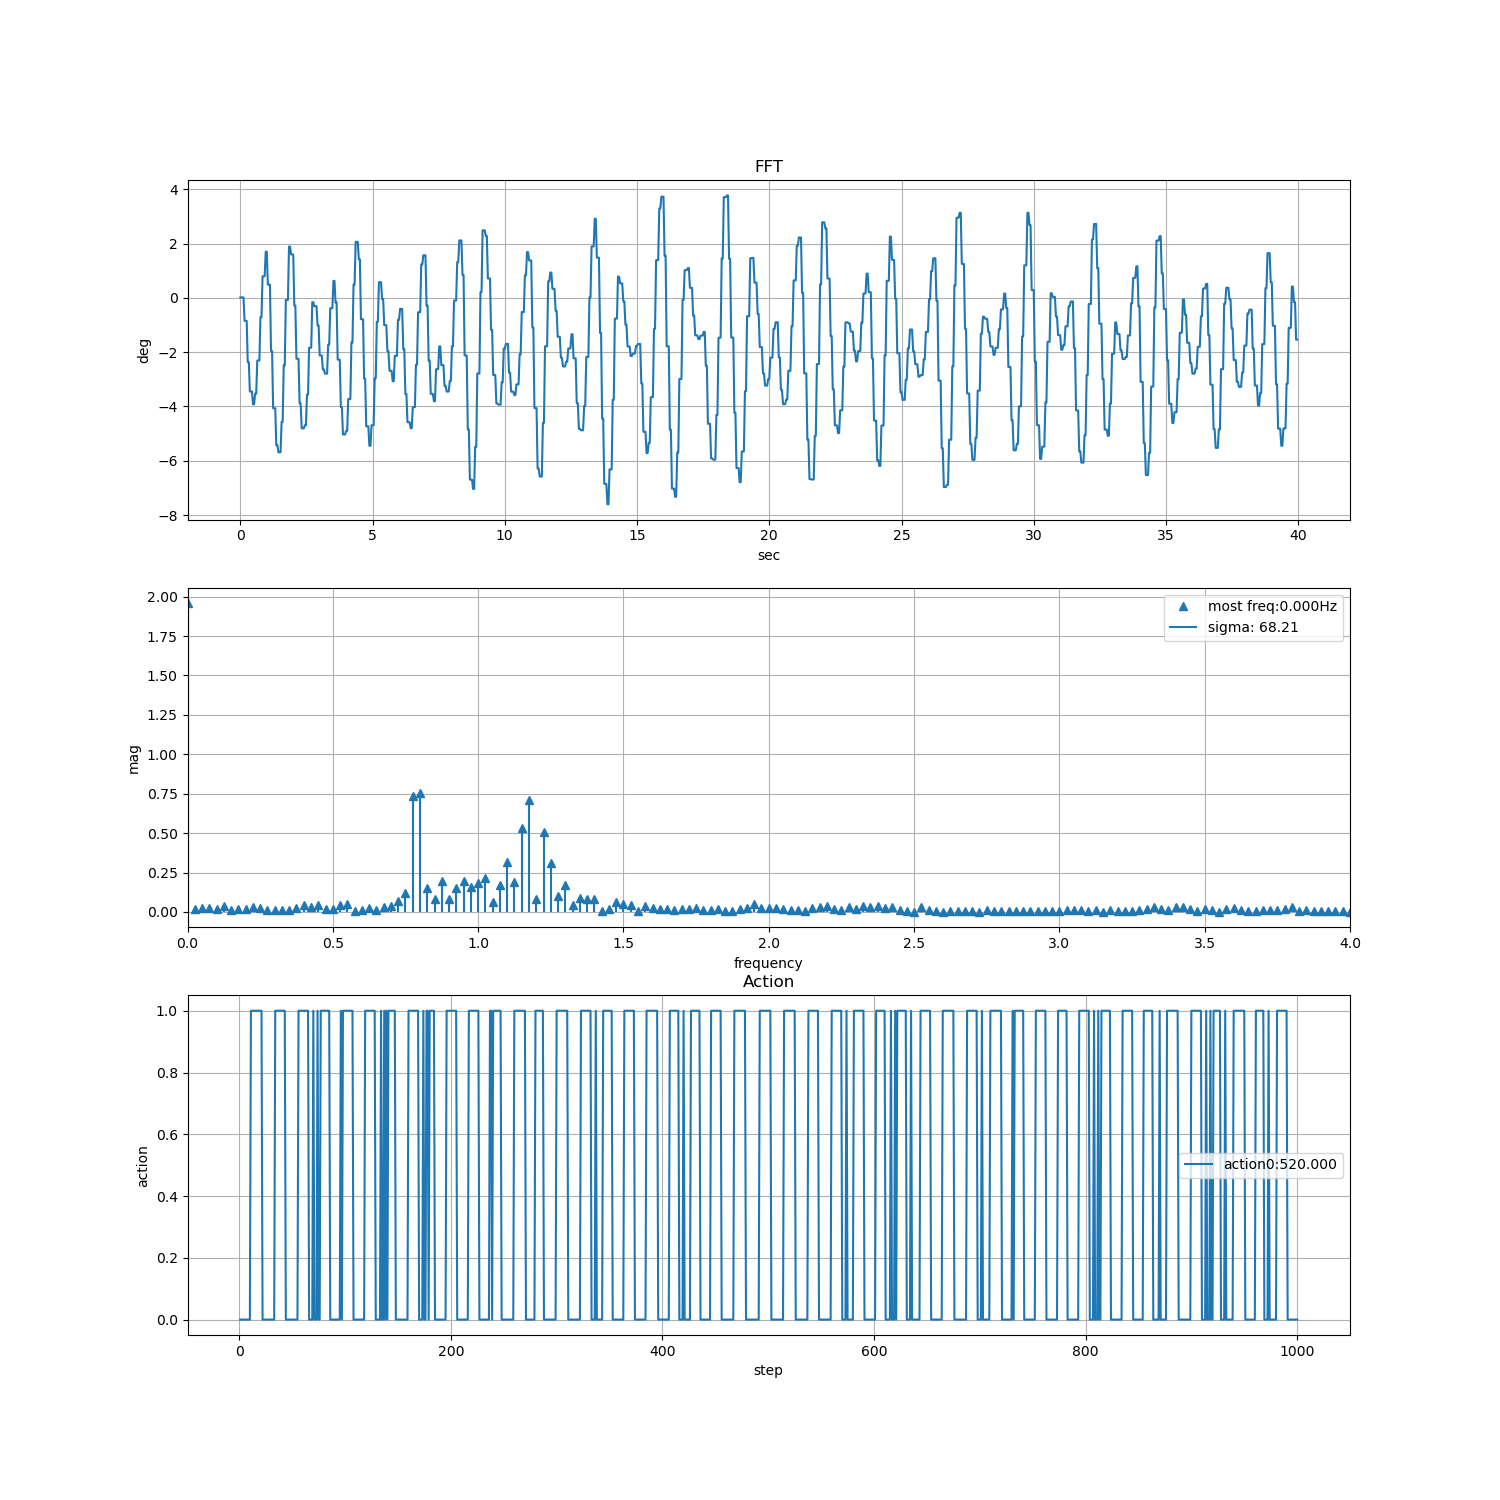 FFT
4
2
0
−2
−4
−6
−8
deg
0 5 10 15 20 25 30 35 40
sec
2.00
1.75
1.50
1.25
1.00
0.75
0.50
0.25
0.00
mag
most freq:0.000Hz
sigma: 68.21
0.0 0.5 1.0 1.5 2.0 2.5 3.0 3.5 4.0
frequency
Action
1.0
0.8
0.6
0.4
0.2
0.0
action
action0:520.000
0 200 400 600 800 1000
step